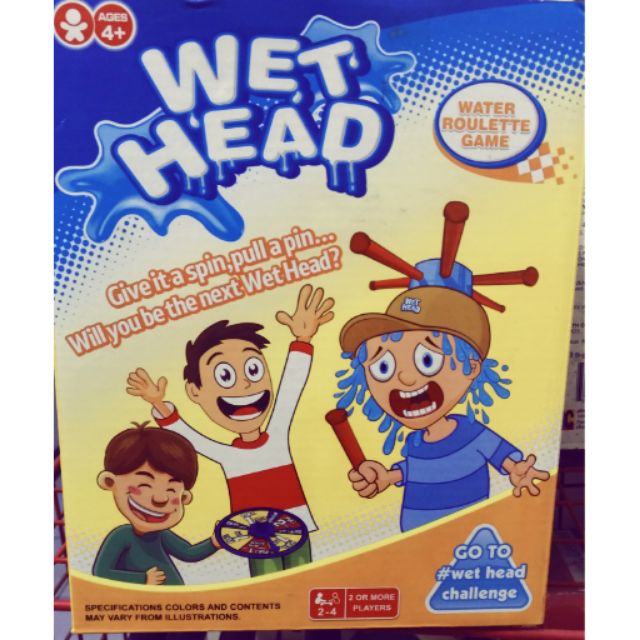 AGES
4+
WET
HEAD
WATER
ROULETTE
GAME
Give it a spin, pull a pin...
Will you be the next Wet Head?
WET
HEAD
GO TO
#wet head
challenge
2-4
2 OR MORE
PLAYERS
SPECIFICATIONS COLORS AND CONTENTS
MAY VARY FROM ILLUSTRATIONS.